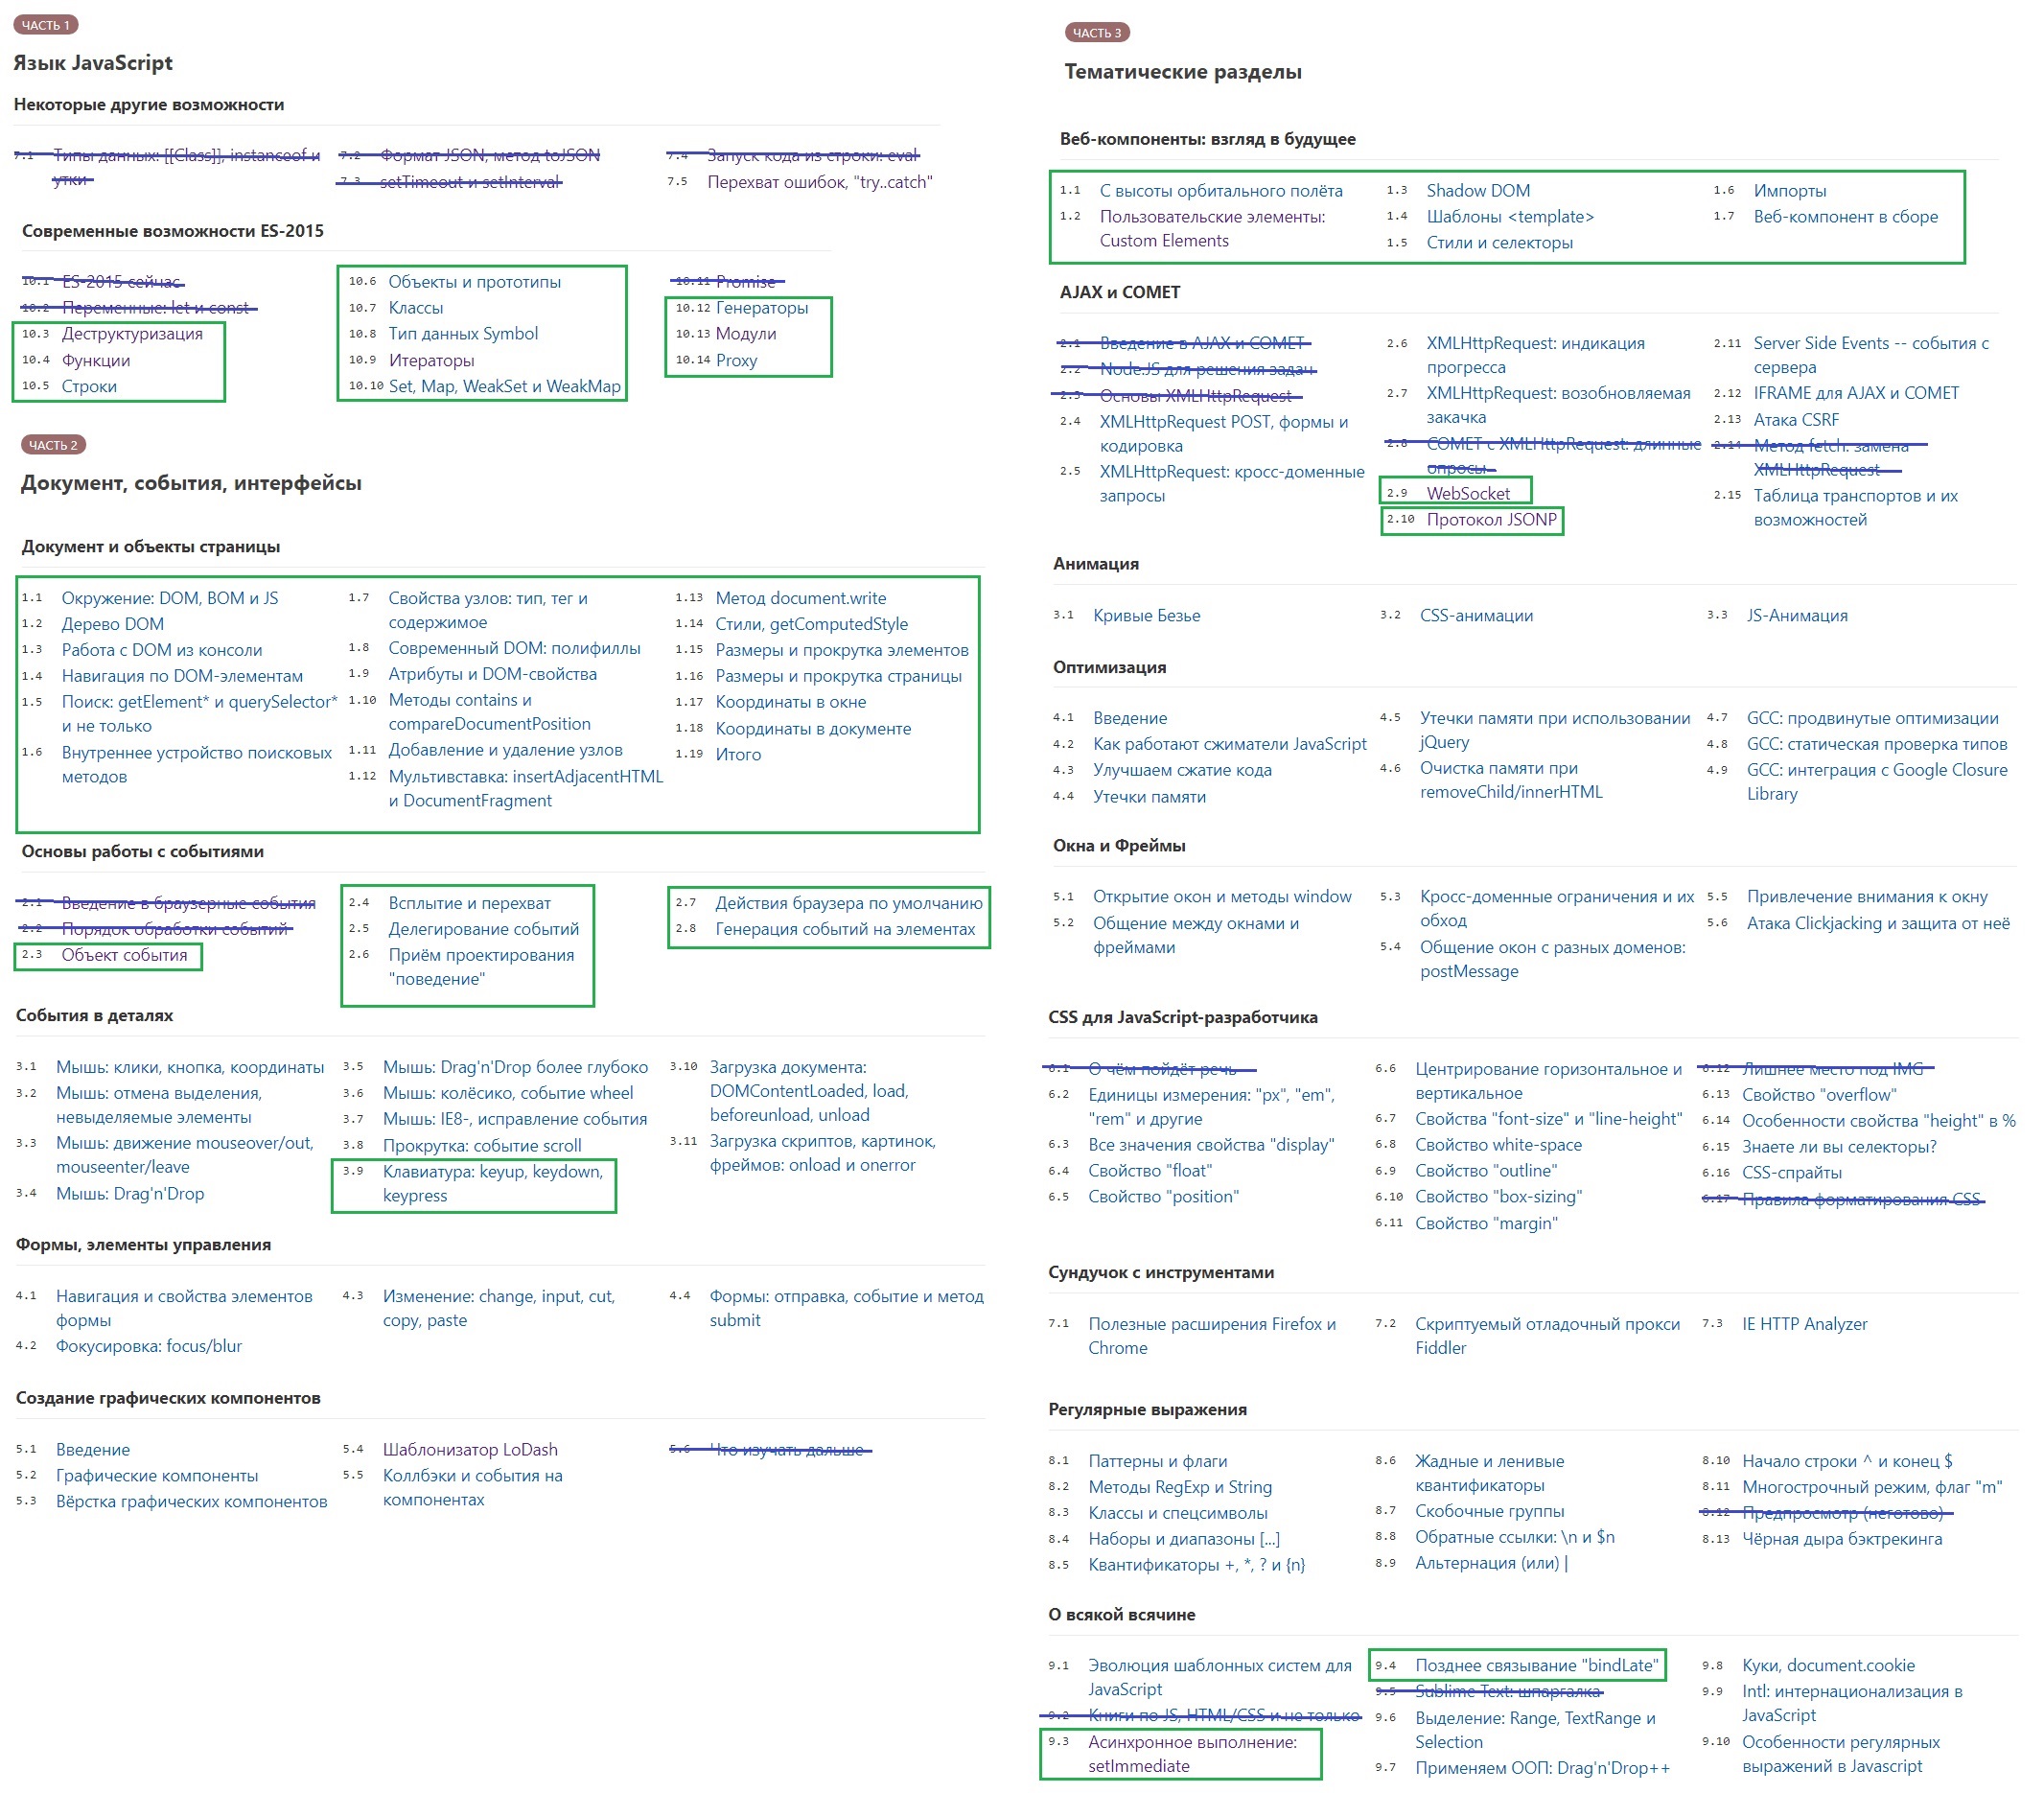 ЧАСТЬ 1
Язык JavaScript
Некоторые другие возможности
7.1 Типы данных: [[Class]], instanceof и
утки
7.2 Формат JSON, метод toJSON
7.3 setTimeout и setInterval
7.4 Запуск кода из строки: eval
7.5 Перехват ошибок, "try..catch"
Современные возможности ES-2015
10.1 ES-2015 сейчас
10.2 Переменные: let и const
10.3 Деструктуризация
10.4 Функции
10.5 Строки
10.6 Объекты и прототипы
10.7 Классы
10.8 Тип данных Symbol
10.9 Итераторы
10.10 Set, Map, WeakSet и WeakMap
10.11 Promise
10.12 Генераторы
10.13 Модули
10.14 Proxy
ЧАСТЬ 2
Документ, события, интерфейсы
Документ и объекты страницы
1.1 Окружение: DOM, BOM и JS
1.2 Дерево DOM
1.3 Работа с DOM из консоли
1.4 Навигация по DOM-элементам
1.5 Поиск: getElement* и querySelector*
и не только
1.6 Внутреннее устройство поисковых
методов
1.7 Свойства узлов: тип, тег и
содержимое
1.8 Современный DOM: полифиллы
1.9 Атрибуты и DOM-свойства
1.10 Методы contains и
compareDocumentPosition
1.11 Добавление и удаление узлов
1.12 Мультивставка: insertAdjacentHTML
и DocumentFragment
1.13 Метод document.write
1.14 Стили, getComputedStyle
1.15 Размеры и прокрутка элементов
1.16 Размеры и прокрутка страницы
1.17 Координаты в окне
1.18 Координаты в документе
1.19 Итого
Основы работы с событиями
2.1 Введение в браузерные события
2.2 Порядок обработки событий
2.3 Объект события
2.4 Всплытие и перехват
2.5 Делегирование событий
2.6 Приём проектирования
"поведение"
2.7 Действия браузера по умолчанию
2.8 Генерация событий на элементах
События в деталях
3.1 Мышь: клики, кнопка, координаты
3.2 Мышь: отмена выделения,
невыделяемые элементы
3.3 Мышь: движение mouseover/out,
mouseenter/leave
3.4 Мышь: Drag'n'Drop
3.5 Мышь: Drag'n'Drop более глубоко
3.6 Мышь: колёсико, событие wheel
3.7 Мышь: IE8-, исправление события
3.8 Прокрутка: событие scroll
3.9 Клавиатура: keyup, keydown,
keypress
3.10 Загрузка документа:
DOMContentLoaded, load,
beforeunload, unload
3.11 Загрузка скриптов, картинок,
фреймов: onload и onerror
Формы, элементы управления
4.1 Навигация и свойства элементов
формы
4.2 Фокусировка: focus/blur
4.3 Изменение: change, input, cut,
copy, paste
4.4 Формы: отправка, событие и метод
submit
Создание графических компонентов
5.1 Введение
5.2 Графические компоненты
5.3 Вёрстка графических компонентов
5.4 Шаблонизатор LoDash
5.5 Коллбэки и события на
компонентах
5.6 Что изучать дальше
ЧАСТЬ 3
Тематические разделы
Веб-компоненты: взгляд в будущее
1.1 С высоты орбитального полёта
1.2 Пользовательские элементы:
Custom Elements
1.3 Shadow DOM
1.4 Шаблоны <template>
1.5 Стили и селекторы
1.6 Импорты
1.7 Веб-компонент в сборе
AJAX и COMET
2.1 Введение в AJAX и COMET
2.2 Node.JS для решения задач
2.3 Основы XMLHttpRequest
2.4 XMLHttpRequest POST, формы и
кодировка
2.5 XMLHttpRequest: кросс-доменные
запросы
2.6 XMLHttpRequest: индикация
прогресса
2.7 XMLHttpRequest: возобновляемая
закачка
2.8 COMET с XMLHttpRequest: длинные
опросы
2.9 WebSocket
2.10 Протокол JSONP
2.11 Server Side Events -- события с
сервера
2.12 IFRAME для AJAX и COMET
2.13 Атака CSRF
2.14 Метод fetch: замена
XMLHttpRequest
2.15 Таблица транспортов и их
возможностей
Анимация
3.1 Кривые Безье
3.2 CSS-анимации
3.3 JS-Анимация
Оптимизация
4.1 Введение
4.2 Как работают сжиматели JavaScript
4.3 Улучшаем сжатие кода
4.4 Утечки памяти
4.5 Утечки памяти при использовании
jQuery
4.6 Очистка памяти при
removeChild/innerHTML
4.7 GCC: продвинутые оптимизации
4.8 GCC: статическая проверка типов
4.9 GCC: интеграция с Google Closure
Library
Окна и Фреймы
5.1 Открытие окон и методы window
5.2 Общение между окнами и
фреймами
5.3 Кросс-доменные ограничения и их
обход
5.4 Общение окон с разных доменов:
postMessage
5.5 Привлечение внимания к окну
5.6 Атака Clickjacking и защита от неё
CSS для JavaScript-разработчика
6.1 О чём пойдёт речь
6.2 Единицы измерения: "px", "em",
"rem" и другие
6.3 Все значения свойства "display"
6.4 Свойство "float"
6.5 Свойство "position"
6.6 Центрирование горизонтальное и
вертикальное
6.7 Свойства "font-size" и "line-height"
6.8 Свойство white-space
6.9 Свойство "outline"
6.10 Свойство "box-sizing"
6.11 Свойство "margin"
6.12 Лишнее место под IMG
6.13 Свойство "overflow"
6.14 Особенности свойства "height" в %
6.15 Знаете ли вы селекторы?
6.16 CSS-спрайты
6.17 Правила форматирования CSS
Сундучок с инструментами
7.1 Полезные расширения Firefox и
Chrome
7.2 Скриптуемый отладочный прокси
Fiddler
7.3 IE HTTP Analyzer
Регулярные выражения
8.1 Паттерны и флаги
8.2 Методы RegExp и String
8.3 Классы и спецсимволы
8.4 Наборы и диапазоны [...]
8.5 Квантификаторы +, *, ? и {n}
8.6 Жадные и ленивые
квантификаторы
8.7 Скобочные группы
8.8 Обратные ссылки: \n и $n
8.9 Альтернация (или) |
8.10 Начало строки ^ и конец $
8.11 Многострочный режим, флаг "m"
8.12 Предпросмотр (неготово)
8.13 Чёрная дыра бэктрекинга
О всякой всячине
9.1 Эволюция шаблонных систем для
JavaScript
9.2 Книги по JS, HTML/CSS и не только
9.3 Асинхронное выполнение:
setImmediate
9.4 Позднее связывание "bindLate"
9.5 Sublime Text: шпаргалка
9.6 Выделение: Range, TextRange и
Selection
9.7 Применяем ООП: Drag'n'Drop++
9.8 Куки, document.cookie
9.9 Intl: интернационализация в
JavaScript
9.10 Особенности регулярных
выражений в Javascript